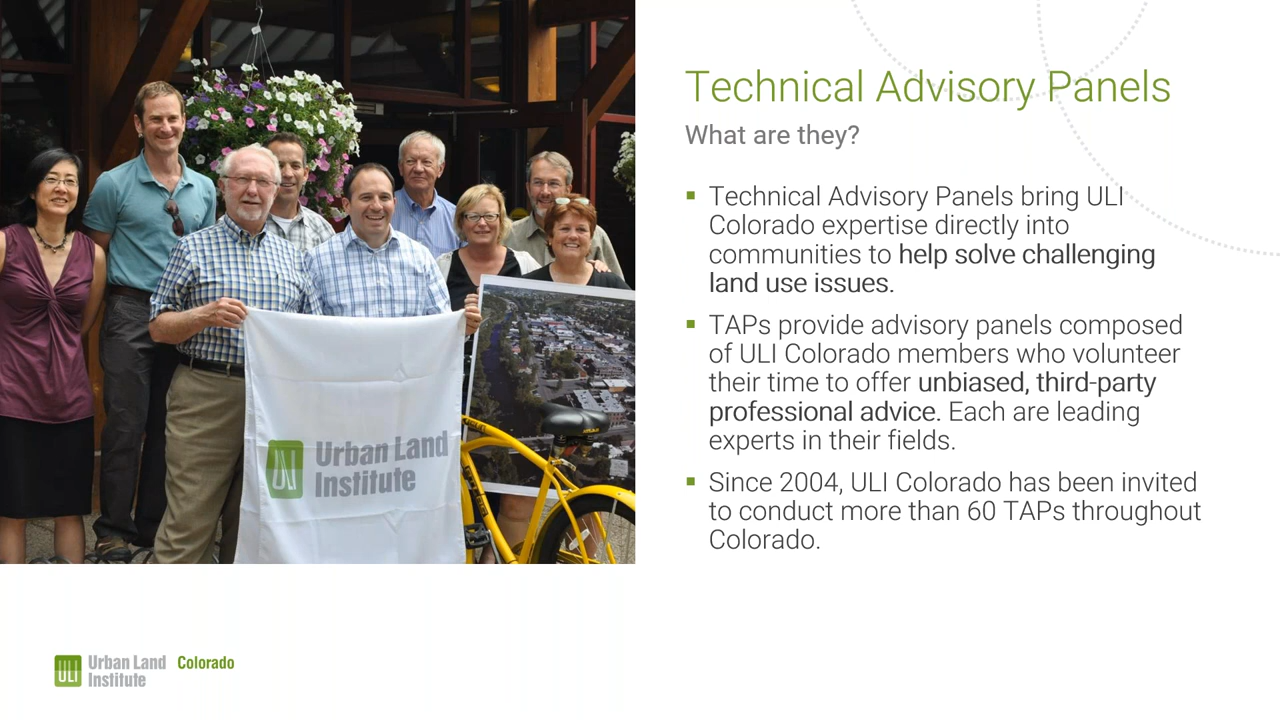 Technical Advisory Panels
What are they?
▪ Technical Advisory Panels bring ULI
Colorado expertise directly into
communities to help solve challenging
land use issues.
▪ TAPs provide advisory panels composed
of ULI Colorado members who volunteer
their time to offer unbiased, third-party
professional advice. Each are leading
experts in their fields.
▪ Since 2004, ULI Colorado has been invited
to conduct more than 60 TAPs throughout
Colorado.
ULI Urban Land
Institute
ULI Urban Land Colorado
Institute